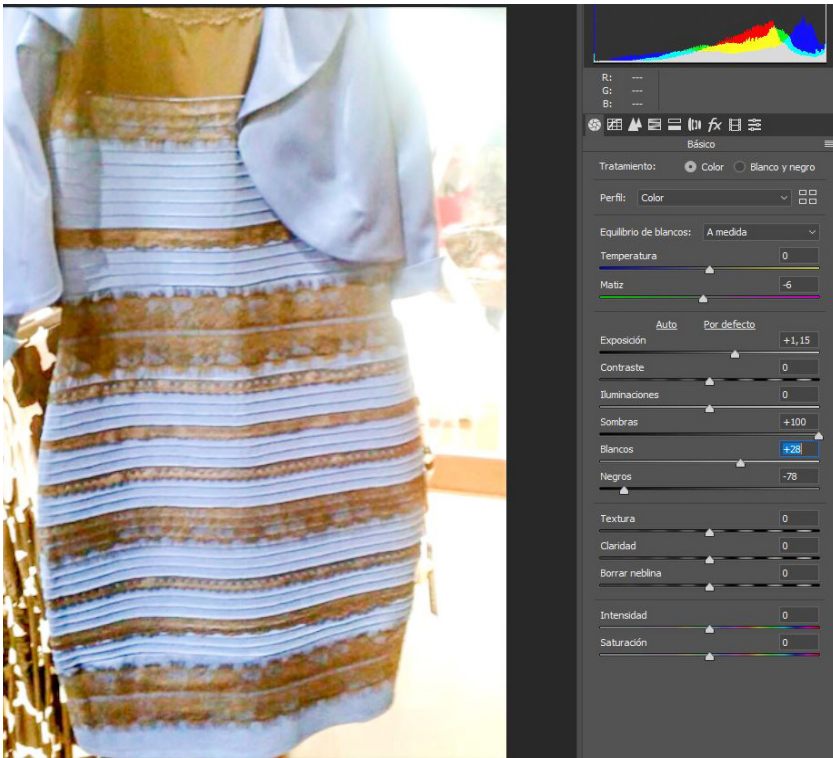 R: ---
G: ---
B: ---
fx
Básico
Tratamiento: Color Blanco y negro
Perfil: Color
Equilibrio de blancos: A medida
Temperatura 0
Matiz -6
Auto Por defecto
Exposición +1,15
Contraste 0
Iluminaciones 0
Sombras +100
Blancos +28
Negros -78
Textura 0
Claridad 0
Borrar neblina 0
Intensidad 0
Saturación 0